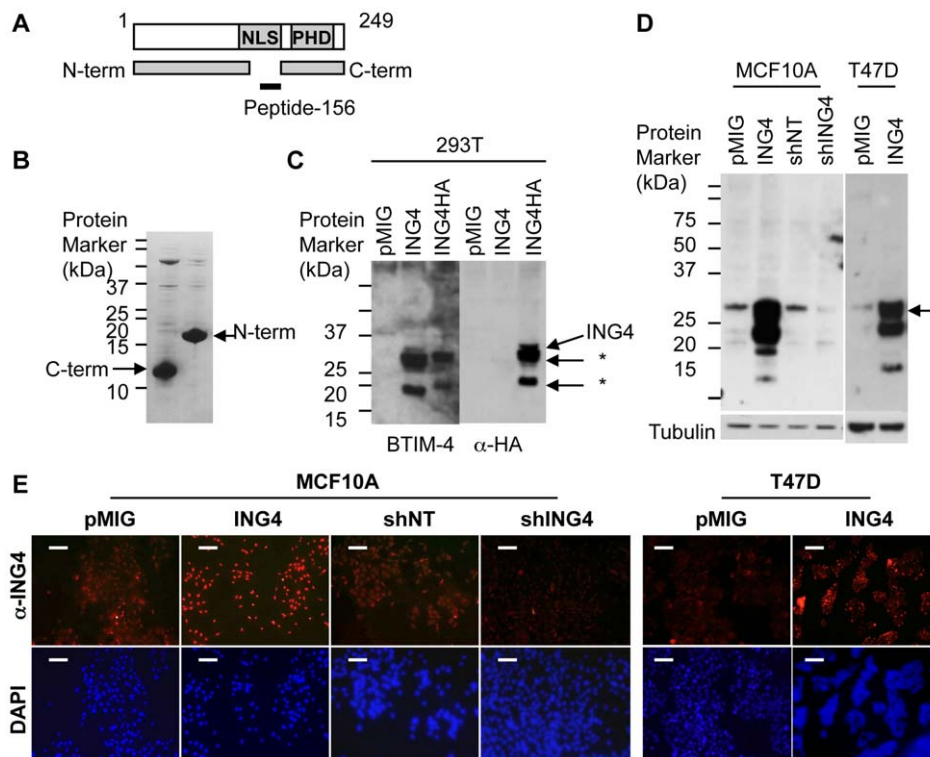 A
1 249
NLS PHD
N-term C-term
Peptide-156
B
Protein
Marker
(kDa)
37
25
20
15
10
N-term
C-term
C
293T
pMIG ING4 ING4HA pMIG ING4 ING4HA
Protein
Marker
(kDa)
37
25
20
15
ING4
*
*
BTIM-4 α-HA
D
MCF10A T47D
pMIG ING4 shNT shING4 pMIG ING4
Protein
Marker
(kDa)
75
50
37
25
20
15
Tubulin
E
MCF10A T47D
pMIG ING4 shNT shING4 pMIG ING4
α-ING4
DAPI